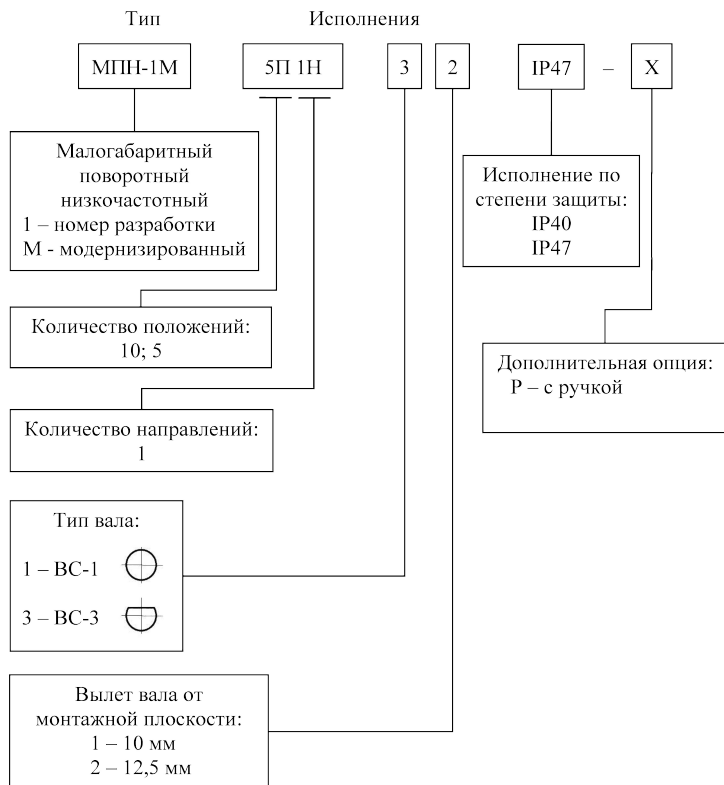 Тип
Исполнения
МПН-1М
5П 1Н
3
2
IP47
–
Х
Малогабаритный
поворотный
низкочастотный
1 – номер разработки
М - модернизированный
Исполнение по
степени защиты:
IP40
IP47
Количество положений:
10; 5
Дополнительная опция:
Р – с ручкой
Количество направлений:
1
Тип вала:
1 – ВС-1
3 – ВС-3
Вылет вала от
монтажной плоскости:
1 – 10 мм
2 – 12,5 мм